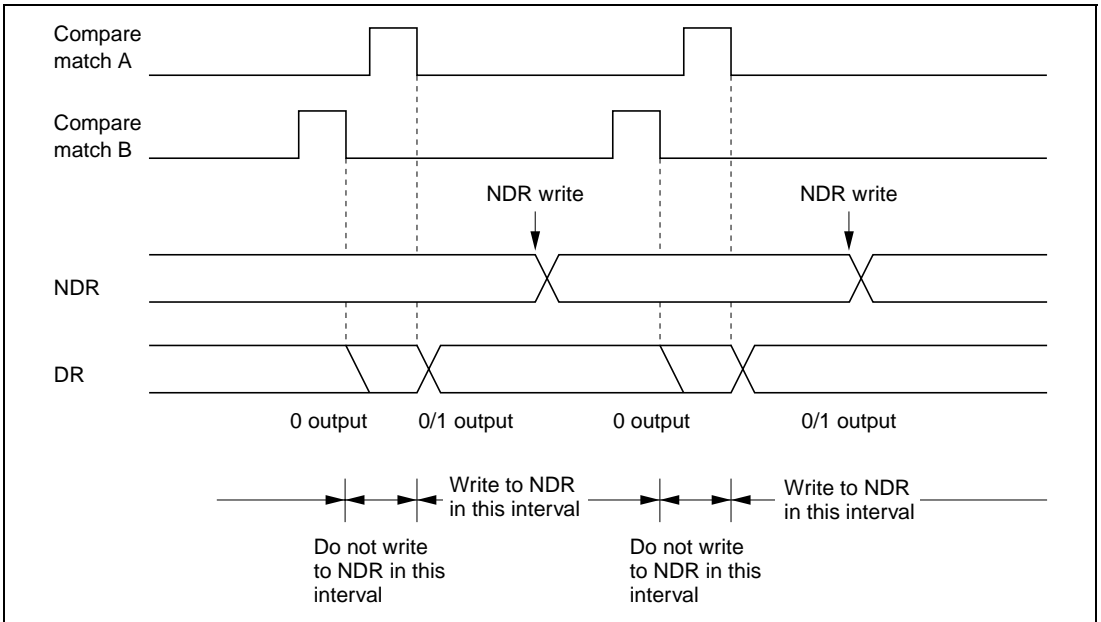 Compare
match A
Compare
match B
NDR write
NDR write
NDR
DR
0 output
0/1 output
0 output
0/1 output
Write to NDR
in this interval
Write to NDR
in this interval
Do not write
to NDR in this
interval
Do not write
to NDR in this
interval